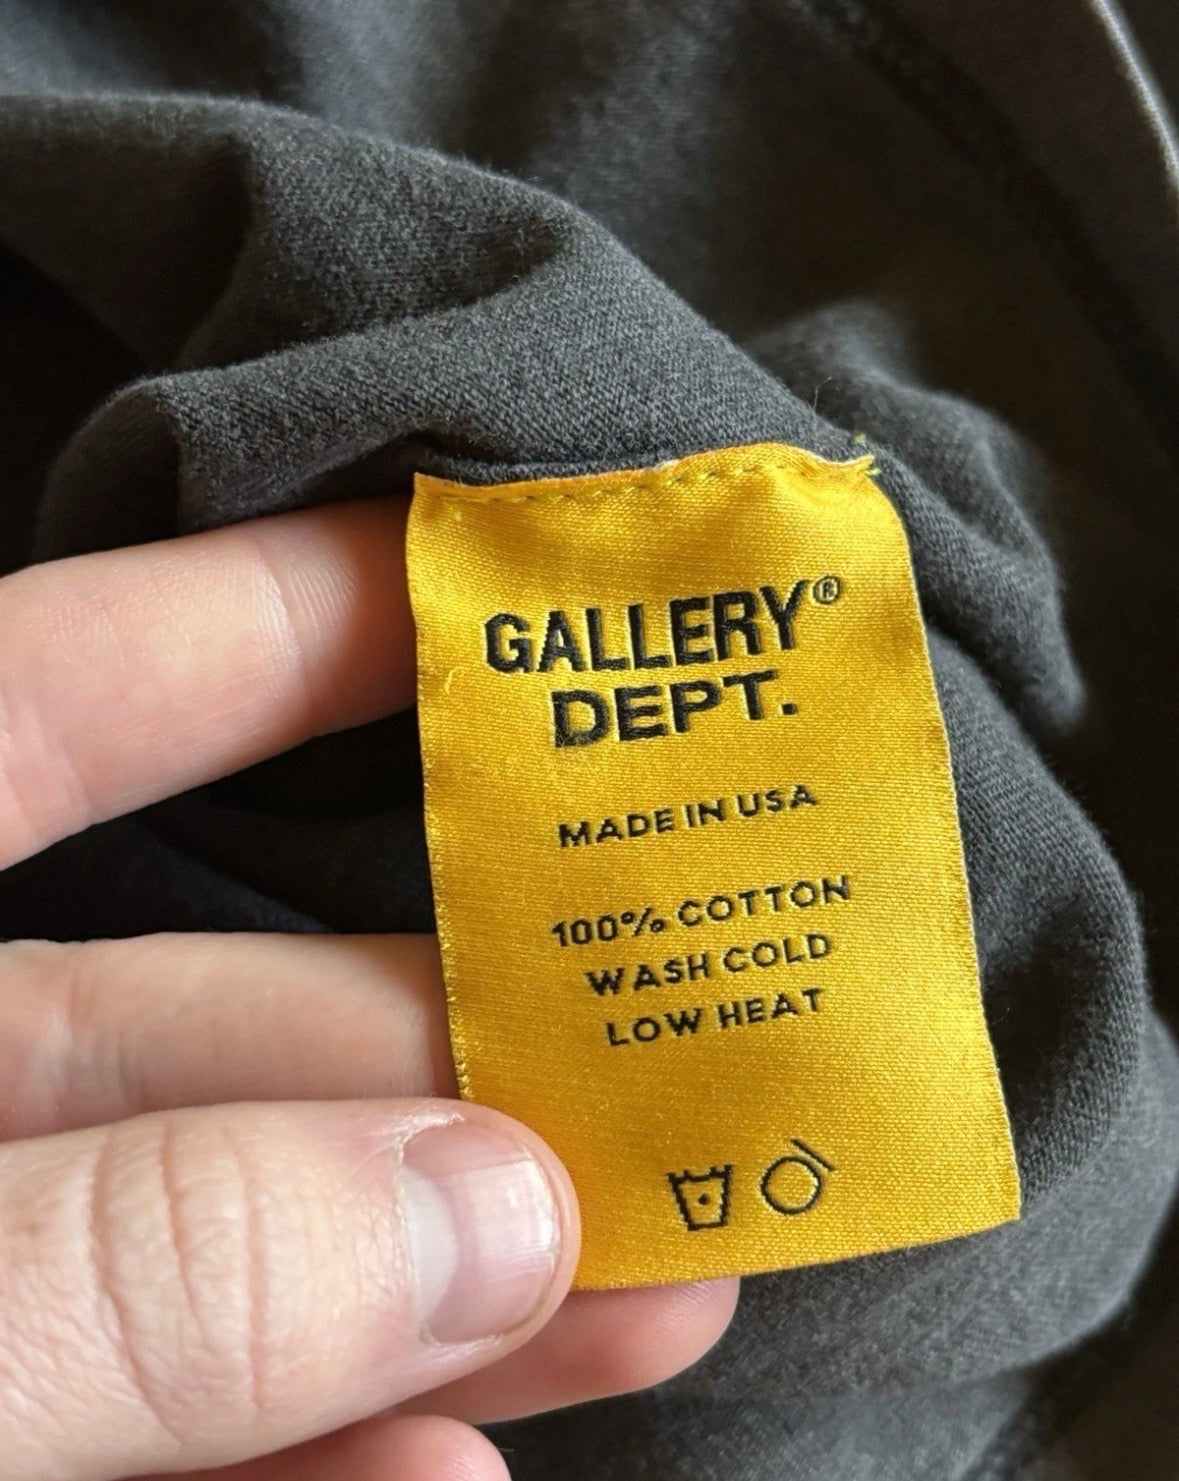 GALLERY®
DEPT.
MADE IN USA
100% COTTON
WASH COLD
LOW HEAT